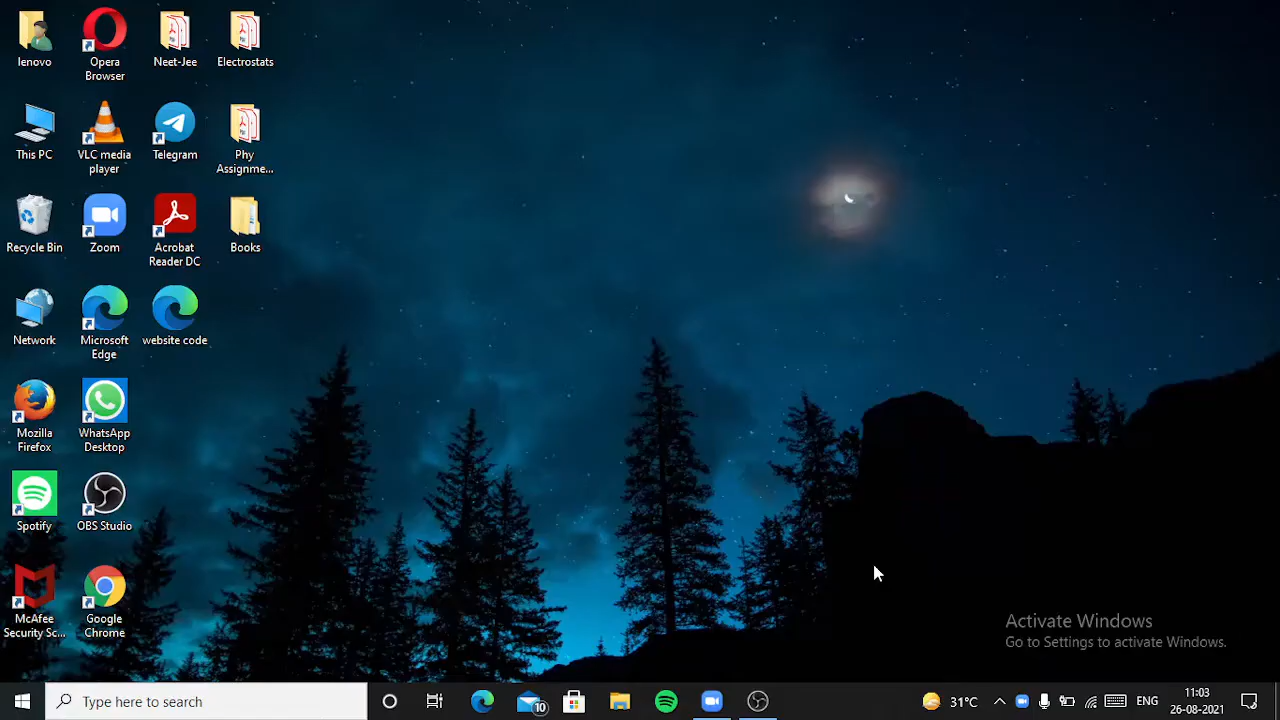 lenovo
Opera
Browser
Neet-Jee
Electrostats
This PC
VLC media
player
Telegram
Phy
Assignme...
Recycle Bin
Zoom
Acrobat
Reader DC
Books
Network
Microsoft
Edge
website code
Mozilla
Firefox
WhatsApp
Desktop
Spotify
OBS Studio
McAfee
Security Sc...
Google
Chrome
Activate Windows
Go to Settings to activate Windows.
Type here to search
10
31°C
ENG
11:03
26-08-2021